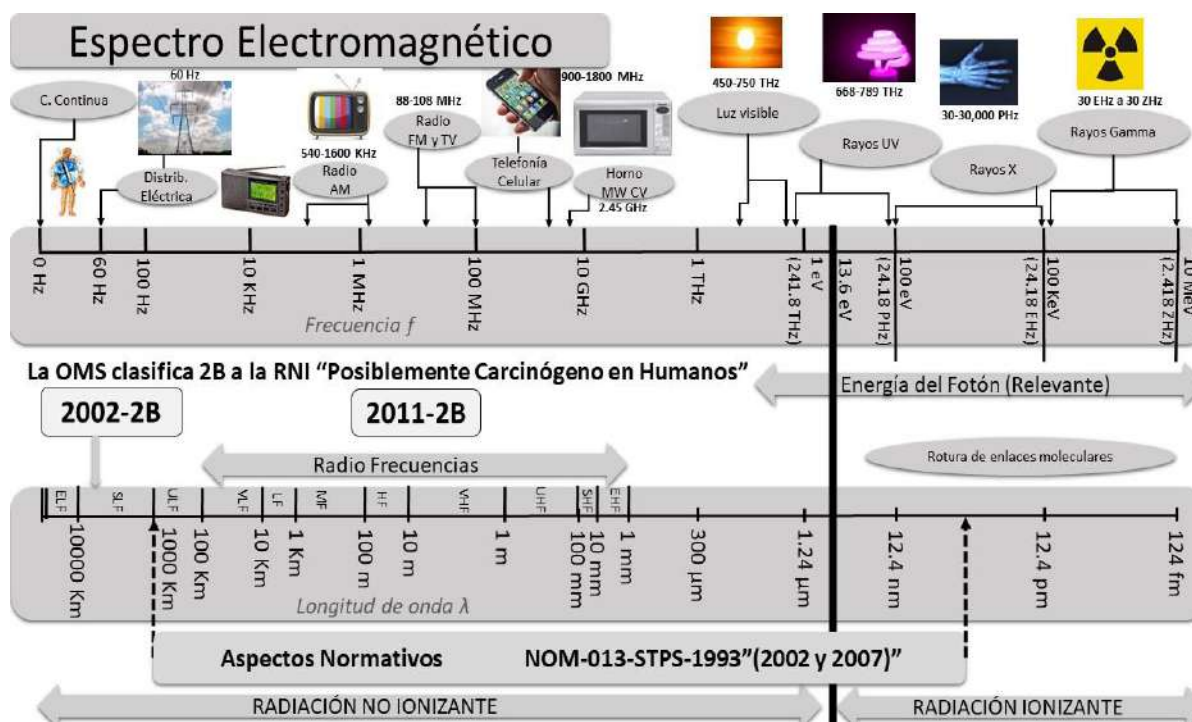 Espectro Electromagnético
60 Hz
C. Continua
Distrib.
Eléctrica
540-1600 KHz
Radio
AM
88-108 MHz
Radio
FM y TV
Telefonía
Celular
900-1800 MHz
Horno
MW CV
2.45 GHz
450-750 THz
Luz visible
668-789 THz
Rayos UV
30-30,000 PHz
Rayos X
30 EHz a 30 ZHz
Rayos Gamma
0 Hz
60 Hz
100 Hz
10 KHz
1 MHz
100 MHz
10 GHz
1 THz
1 eV
(241.8 THz)
13.6 eV
100 eV
(24.18 PHz)
100 KeV
(24.18 EHz)
10 MeV
(2.418 ZHz)
Frecuencia f
La OMS clasifica 2B a la RNI “Posiblemente Carcinógeno en Humanos”
Energía del Fotón (Relevante)
2002-2B
2011-2B
Radio Frecuencias
Rotura de enlaces moleculares
ELF
SLF
ULF
VLF
LF
MF
HF
VHF
UHF
SHF
EHF
10000 Km
1000 Km
100 Km
10 Km
1 Km
100 m
10 m
1 m
100 mm
10 mm
1 mm
300 µm
1.24 µm
12.4 nm
12.4 pm
124 fm
Longitud de onda λ
Aspectos Normativos NOM-013-STPS-1993”(2002 y 2007)”
RADIACIÓN NO IONIZANTE
RADIACIÓN IONIZANTE